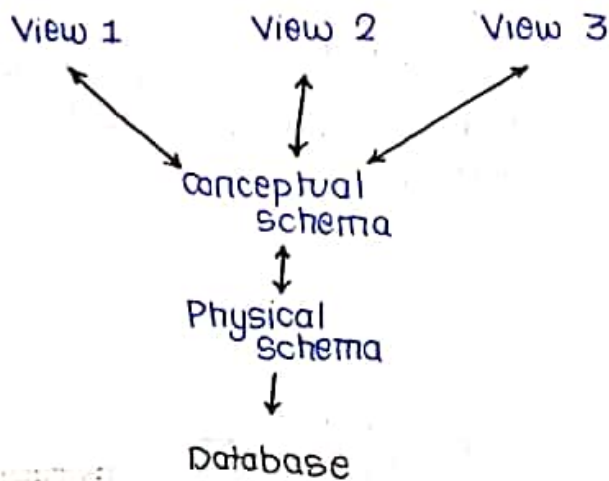 View 1 View 2 View 3
Conceptual
schema
Physical
schema
Database